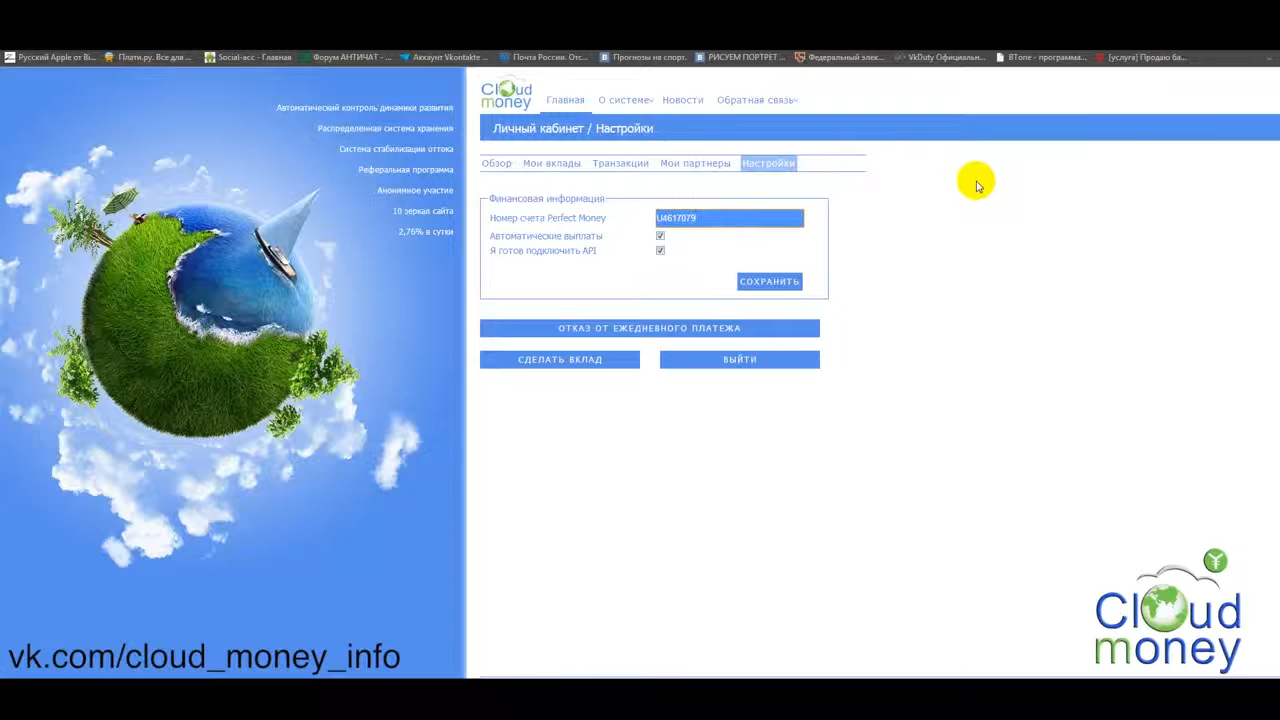 Русский Apple от Bi...
Плати.ру. Все для ...
Social-acc - Главная
Форум АНТИЧАТ - ...
Аккаунт Vkontakte ...
Почта России. Отс...
Прогнозы на спорт.
РИСУЕМ ПОРТРЕТ ...
Федеральный элек...
VkDuty Официальн...
BTone - программа...
[услуга] Продаю ба...
Автоматический контроль динамики развития
Распределенная система хранения
Система стабилизации оттока
Реферальная программа
Анонимное участие
10 зеркал сайта
2,76% в сутки
Cloud
money
Главная
О системе
Новости
Обратная связь
Личный кабинет / Настройки
Обзор
Мои вклады
Транзакции
Мои партнеры
Настройки
Финансовая информация
Номер счета Perfect Money
U4617079
Автоматические выплаты
Я готов подключить API
СОХРАНИТЬ
ОТКАЗ ОТ ЕЖЕДНЕВНОГО ПЛАТЕЖА
СДЕЛАТЬ ВКЛАД
ВЫЙТИ
vk.com/cloud_money_info
¥
Cloud
money